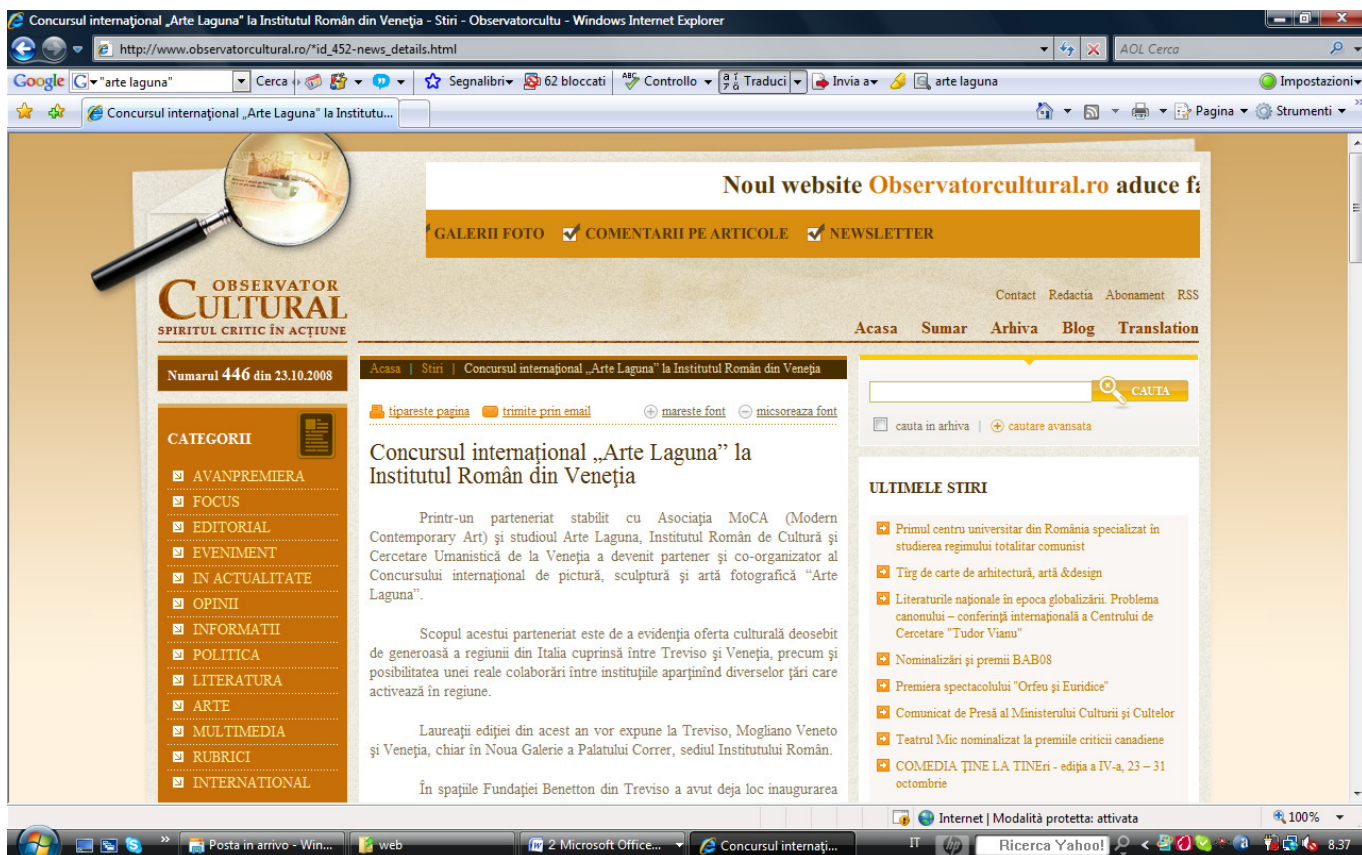 Concursul internaţional „Arte Laguna” la Institutul Român din Veneţia - Stiri - Observatorcultu - Windows Internet Explorer
http://www.observatorcultural.ro/*id_452-news_details.html
AOL Cerca
Google
"arte laguna"
Cerca
Segnalibri
62 bloccati
Controllo
Traduci
Invia a
arte laguna
Impostazioni
Concursul internaţional „Arte Laguna” la Institutu...
Pagina
Strumenti
Noul website Observatorcultural.ro aduce fa
GALERII FOTO COMENTARII PE ARTICOLE NEWSLETTER
OBSERVATOR
CULTURAL
SPIRITUL CRITIC ÎN ACŢIUNE
Contact Redactia Abonament RSS
Acasa Sumar Arhiva Blog Translation
Numarul 446 din 23.10.2008
CATEGORII
AVANPREMIERA
FOCUS
EDITORIAL
EVENIMENT
IN ACTUALITATE
OPINII
INFORMATII
POLITICA
LITERATURA
ARTE
MULTIMEDIA
RUBRICI
INTERNATIONAL
Acasa | Stiri | Concursul internaţional „Arte Laguna” la Institutul Român din Veneţia
tipareste pagina trimite prin email mareste font micsoreaza font
Concursul internaţional „Arte Laguna” la
Institutul Român din Veneţia
Printr-un parteneriat stabilit cu Asociaţia MoCA (Modern
Contemporary Art) şi studioul Arte Laguna, Institutul Român de Cultură şi
Cercetare Umanistică de la Veneţia a devenit partener şi co-organizator al
Concursului internaţional de pictură, sculptură şi artă fotografică “Arte
Laguna”.
Scopul acestui parteneriat este de a evidenţia oferta culturală deosebit
de generoasă a regiunii din Italia cuprinsă între Treviso şi Veneţia, precum şi
posibilitatea unei reale colaborări între instituţiile aparţinînd diverselor ţări care
activează în regiune.
Laureaţii ediţiei din acest an vor expune la Treviso, Mogliano Veneto
şi Veneţia, chiar în Noua Galerie a Palatului Correr, sediul Institutului Român.
În spaţiile Fundaţiei Benetton din Treviso a avut deja loc inaugurarea
CAUTA
cauta in arhiva | cautare avansata
ULTIMELE STIRI
Primul centru universitar din România specializat în
studierea regimului totalitar comunist
Tîrg de carte de arhitectură, artă &design
Literaturile naţionale în epoca globalizării. Problema
canonului – conferinţă internaţională a Centrului de
Cercetare "Tudor Vianu"
Nominalizări şi premii BAB08
Premiera spectacolului "Orfeu şi Euridice"
Comunicat de Presă al Ministerului Culturii şi Cultelor
Teatrul Mic nominalizat la premiile criticii canadiene
COMEDIA ŢINE LA TINEri - ediţia a IV-a, 23 – 31
octombrie
Internet | Modalità protetta: attivata
100%
Posta in arrivo - Win...
web
2 Microsoft Office...
Concursul internaţi...
IT
hp
Ricerca Yahoo!
8.37